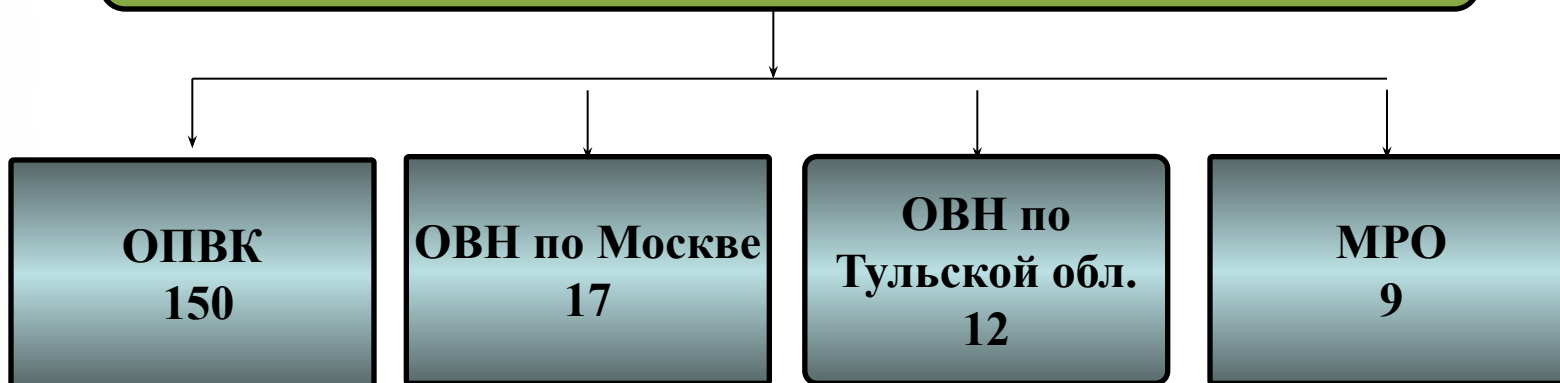 ОПВК
150
ОВН по Москве
17
ОВН по
Тульской обл.
12
МРО
9